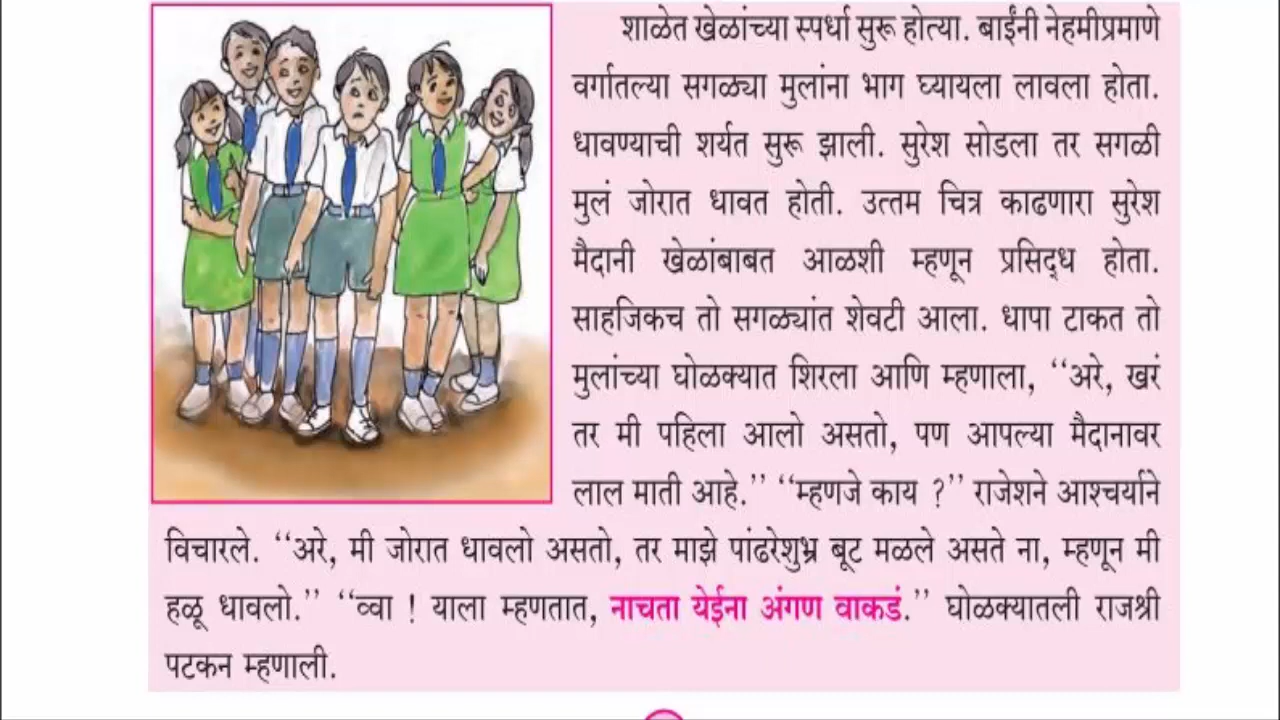 शाळेत खेळांच्या स्पर्धा सुरू होत्या. बाईंनी नेहमीप्रमाणे
वर्गातल्या सगळ्या मुलांना भाग घ्यायला लावला होता.
धावण्याची शर्यत सुरू झाली. सुरेश सोडला तर सगळी
मुलं जोरात धावत होती. उत्तम चित्र काढणारा सुरेश
मैदानी खेळांबाबत आळशी म्हणून प्रसिद्ध होता.
साहजिकच तो सगळ्यांत शेवटी आला. धापा टाकत तो
मुलांच्या घोळक्यात शिरला आणि म्हणाला, ‘‘अरे, खरं
तर मी पहिला आलो असतो, पण आपल्या मैदानावर
लाल माती आहे.’’ ‘‘म्हणजे काय ?’’ राजेशने आश्चर्याने
विचारले. ‘‘अरे, मी जोरात धावलो असतो, तर माझे पांढरेशुभ्र बूट मळले असते ना, म्हणून मी
हळू धावलो.’’ ‘‘व्वा ! याला म्हणतात, नाचता येईना अंगण वाकडं.’’ घोळक्यातली राजश्री
पटकन म्हणाली.